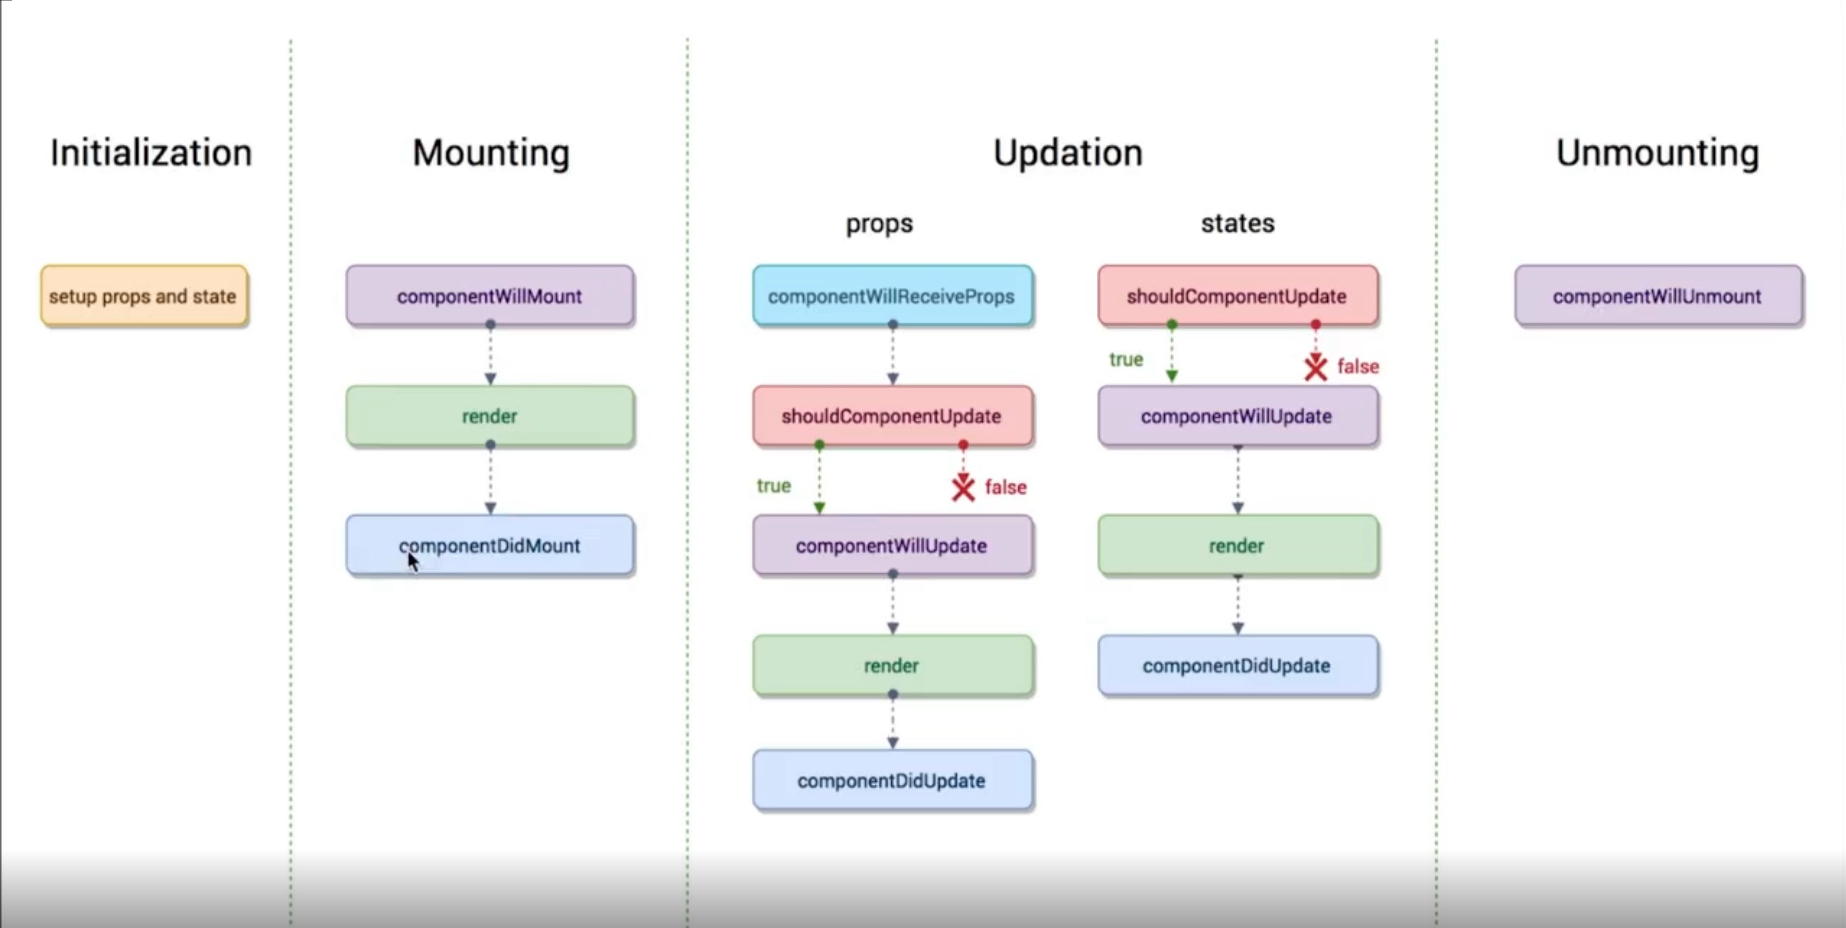 Initialization
Mounting
Updation
Unmounting
props
states
setup props and state
componentWillMount
render
componentDidMount
componentWillReceiveProps
shouldComponentUpdate
true
false
componentWillUpdate
render
componentDidUpdate
shouldComponentUpdate
true
false
componentWillUpdate
render
componentDidUpdate
componentWillUnmount